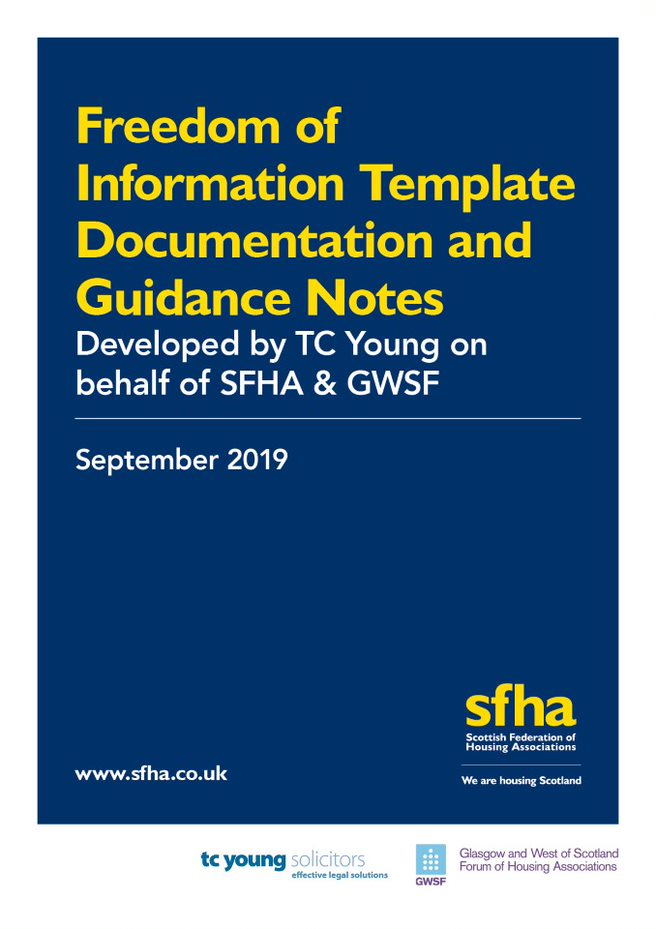 Freedom of
Information Template
Documentation and
Guidance Notes
Developed by TC Young on
behalf of SFHA & GWSF
September 2019
sfha
Scottish Federation of
Housing Associations
www.sfha.co.uk
We are housing Scotland
tc young solicitors
effective legal solutions
GWSF
Glasgow and West of Scotland
Forum of Housing Associations